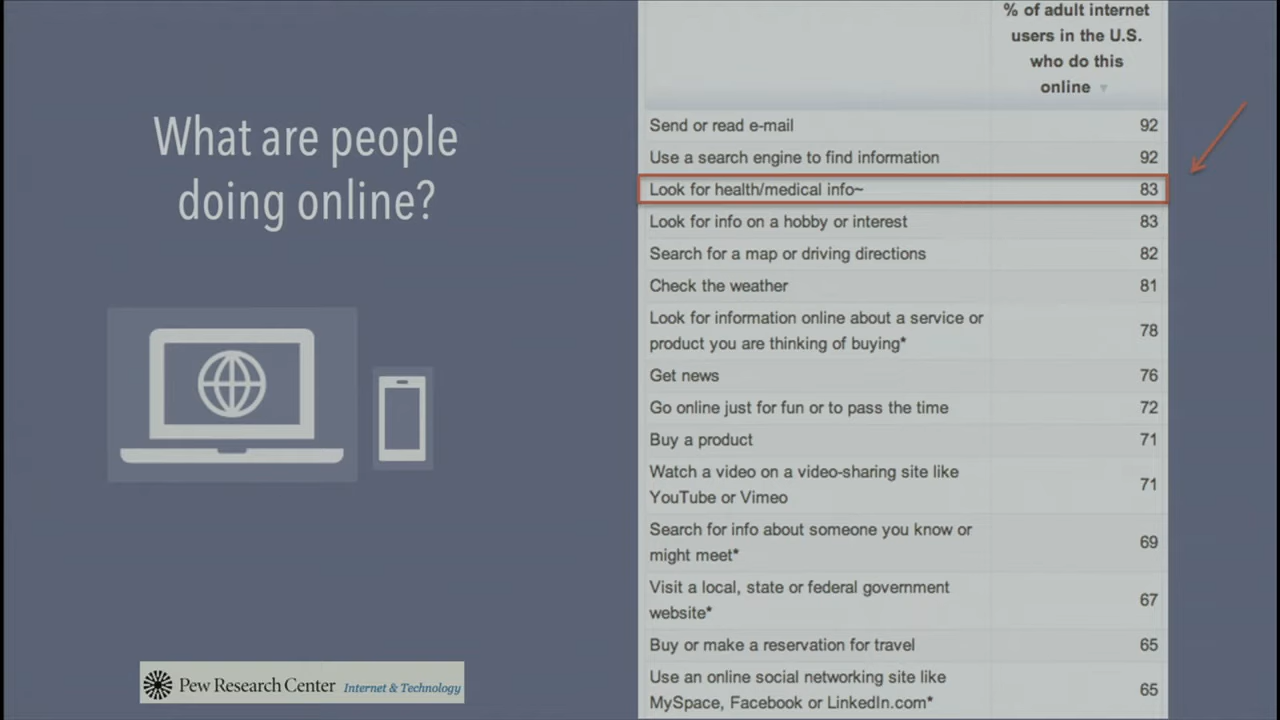 What are people
doing online?
Pew Research Center Internet & Technology
% of adult internet
users in the U.S.
who do this
online ▼
Send or read e-mail 92
Use a search engine to find information 92
Look for health/medical info~ 83
Look for info on a hobby or interest 83
Search for a map or driving directions 82
Check the weather 81
Look for information online about a service or
product you are thinking of buying* 78
Get news 76
Go online just for fun or to pass the time 72
Buy a product 71
Watch a video on a video-sharing site like
YouTube or Vimeo 71
Search for info about someone you know or
might meet* 69
Visit a local, state or federal government
website* 67
Buy or make a reservation for travel 65
Use an online social networking site like
MySpace, Facebook or LinkedIn.com* 65